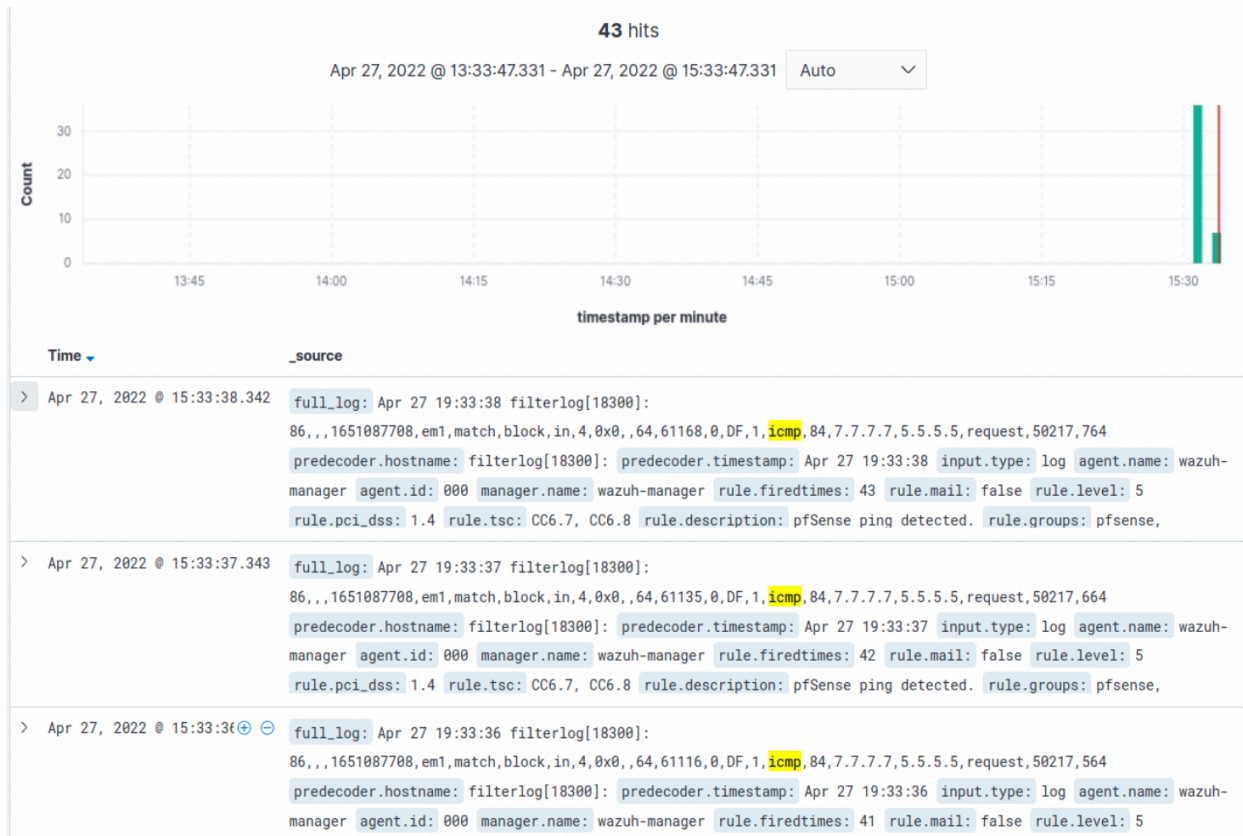 43 hits
Apr 27, 2022 @ 13:33:47.331 - Apr 27, 2022 @ 15:33:47.331 Auto
Count
30
20
10
0
13:45 14:00 14:15 14:30 14:45 15:00 15:15 15:30
timestamp per minute
Time _source
Apr 27, 2022 @ 15:33:38.342 full_log: Apr 27 19:33:38 filterlog[18300]:
86,,,1651087708,em1,match,block,in,4,0x0,,64,61168,0,DF,1,icmp,84,7.7.7.7,5.5.5.5,request,50217,764
predecoder.hostname: filterlog[18300]: predecoder.timestamp: Apr 27 19:33:38 input.type: log agent.name: wazuh-
manager agent.id: 000 manager.name: wazuh-manager rule.firedtimes: 43 rule.mail: false rule.level: 5
rule.pci_dss: 1.4 rule.tsc: CC6.7, CC6.8 rule.description: pfSense ping detected. rule.groups: pfsense,
Apr 27, 2022 @ 15:33:37.343 full_log: Apr 27 19:33:37 filterlog[18300]:
86,,,1651087708,em1,match,block,in,4,0x0,,64,61135,0,DF,1,icmp,84,7.7.7.7,5.5.5.5,request,50217,664
predecoder.hostname: filterlog[18300]: predecoder.timestamp: Apr 27 19:33:37 input.type: log agent.name: wazuh-
manager agent.id: 000 manager.name: wazuh-manager rule.firedtimes: 42 rule.mail: false rule.level: 5
rule.pci_dss: 1.4 rule.tsc: CC6.7, CC6.8 rule.description: pfSense ping detected. rule.groups: pfsense,
Apr 27, 2022 @ 15:33:36 full_log: Apr 27 19:33:36 filterlog[18300]:
86,,,1651087708,em1,match,block,in,4,0x0,,64,61116,0,DF,1,icmp,84,7.7.7.7,5.5.5.5,request,50217,564
predecoder.hostname: filterlog[18300]: predecoder.timestamp: Apr 27 19:33:36 input.type: log agent.name: wazuh-
manager agent.id: 000 manager.name: wazuh-manager rule.firedtimes: 41 rule.mail: false rule.level: 5